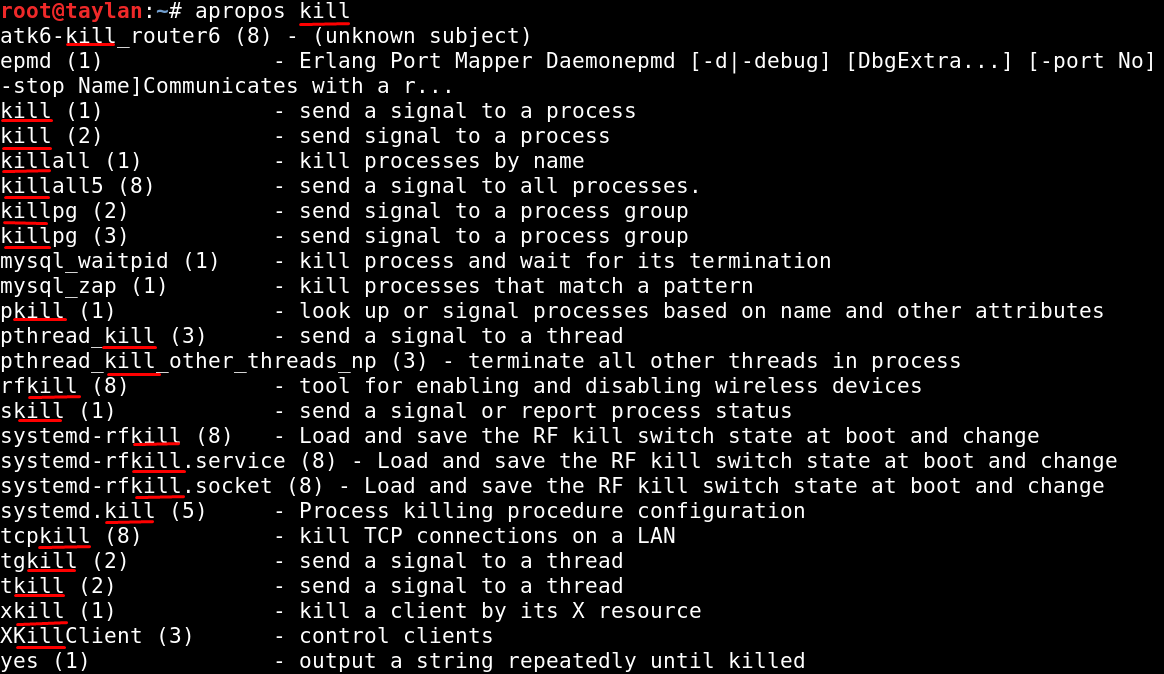 root@taylan:~# apropos kill
atk6-kill_router6 (8) - (unknown subject)
epmd (1)             - Erlang Port Mapper Daemonepmd [-d|-debug] [DbgExtra...] [-port No]
-stop Name]Communicates with a r...
kill (1)             - send a signal to a process
kill (2)             - send signal to a process
killall (1)          - kill processes by name
killall5 (8)         - send a signal to all processes.
killpg (2)           - send signal to a process group
killpg (3)           - send signal to a process group
mysql_waitpid (1)    - kill process and wait for its termination
mysql_zap (1)        - kill processes that match a pattern
pkill (1)            - look up or signal processes based on name and other attributes
pthread_kill (3)     - send a signal to a thread
pthread_kill_other_threads_np (3) - terminate all other threads in process
rfkill (8)           - tool for enabling and disabling wireless devices
skill (1)            - send a signal or report process status
systemd-rfkill (8)   - Load and save the RF kill switch state at boot and change
systemd-rfkill.service (8) - Load and save the RF kill switch state at boot and change
systemd-rfkill.socket (8) - Load and save the RF kill switch state at boot and change
systemd.kill (5)     - Process killing procedure configuration
tcpkill (8)          - kill TCP connections on a LAN
tgkill (2)           - send a signal to a thread
tkill (2)            - send a signal to a thread
xkill (1)            - kill a client by its X resource
XKillClient (3)      - control clients
yes (1)              - output a string repeatedly until killed